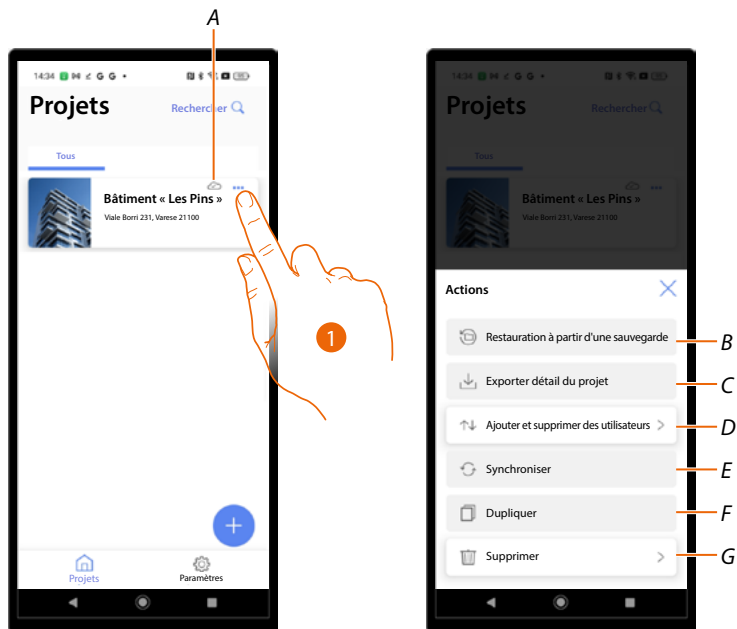 A
14:34
Projets
Rechercher
Tous
Bâtiment « Les Pins »
Viale Borri 231, Varese 21100
1
Projets
Paramètres
14:34
Projets
Rechercher
Tous
Bâtiment « Les Pins »
Viale Borri 231, Varese 21100
Actions
Restauration à partir d'une sauvegarde
B
Exporter détail du projet
C
Ajouter et supprimer des utilisateurs
D
Synchroniser
E
Dupliquer
F
Supprimer
G